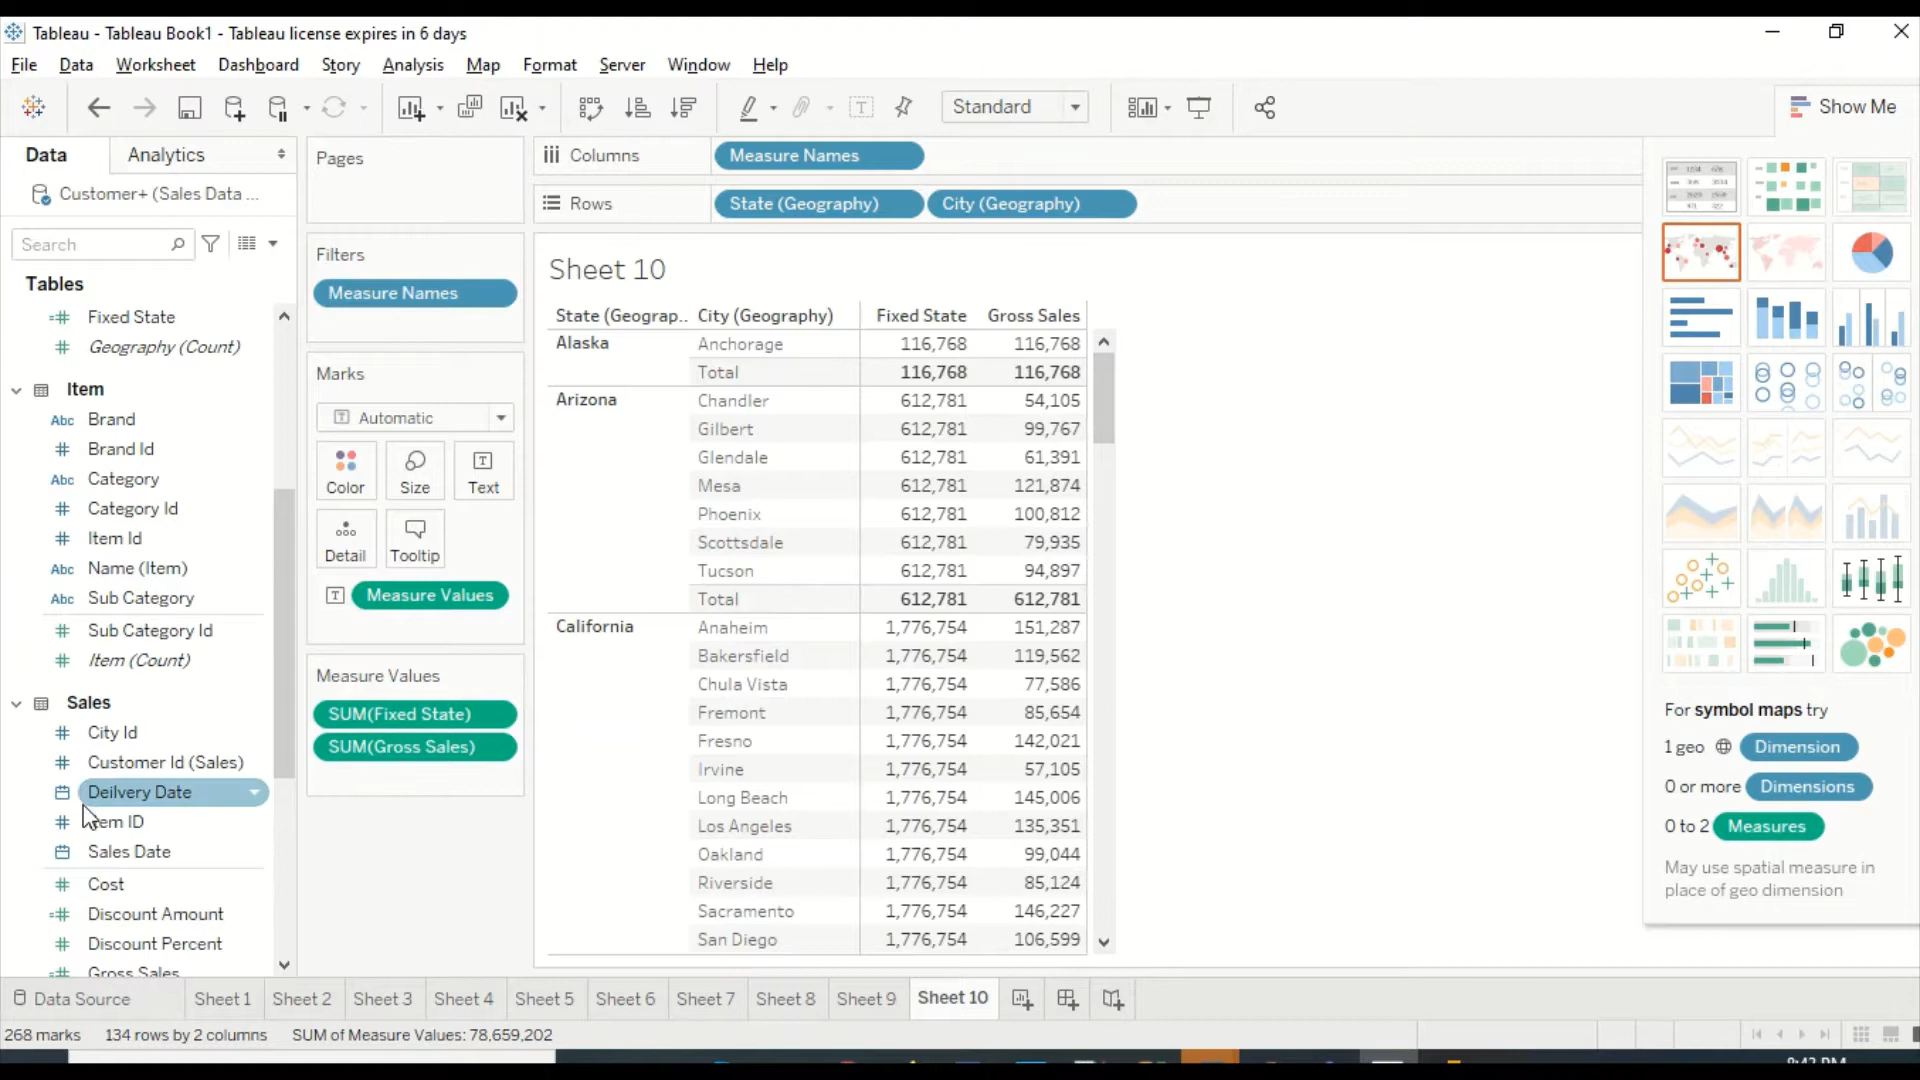 Tableau - Tableau Book1 - Tableau license expires in 6 days
File Data Worksheet Dashboard Story Analysis Map Format Server Window Help
Standard
Show Me
Data
Analytics
Customer+ (Sales Data ...
Search
Tables
Fixed State
Geography (Count)
Item
Abc Brand
Brand Id
Abc Category
Category Id
Item Id
Abc Name (Item)
Abc Sub Category
Sub Category Id
Item (Count)
Sales
City Id
Customer Id (Sales)
Deilvery Date
em ID
Sales Date
Cost
Discount Amount
Discount Percent
Gross Sales
Pages
Filters
Measure Names
Marks
Automatic
Color Size Text
Detail Tooltip
Measure Values
Measure Values
SUM(Fixed State)
SUM(Gross Sales)
Columns
Measure Names
Rows
State (Geography) City (Geography)
Sheet 10
State (Geograp.. City (Geography) Fixed State Gross Sales
Alaska Anchorage 116,768 116,768
Total 116,768 116,768
Arizona Chandler 612,781 54,105
Gilbert 612,781 99,767
Glendale 612,781 61,391
Mesa 612,781 121,874
Phoenix 612,781 100,812
Scottsdale 612,781 79,935
Tucson 612,781 94,897
Total 612,781 612,781
California Anaheim 1,776,754 151,287
Bakersfield 1,776,754 119,562
Chula Vista 1,776,754 77,586
Fremont 1,776,754 85,654
Fresno 1,776,754 142,021
Irvine 1,776,754 57,105
Long Beach 1,776,754 145,006
Los Angeles 1,776,754 135,351
Oakland 1,776,754 99,044
Riverside 1,776,754 85,124
Sacramento 1,776,754 146,227
San Diego 1,776,754 106,599
For symbol maps try
1 geo Dimension
0 or more Dimensions
0 to 2 Measures
May use spatial measure in
place of geo dimension
Data Source Sheet 1 Sheet 2 Sheet 3 Sheet 4 Sheet 5 Sheet 6 Sheet 7 Sheet 8 Sheet 9 Sheet 10
268 marks 134 rows by 2 columns SUM of Measure Values: 78,659,202